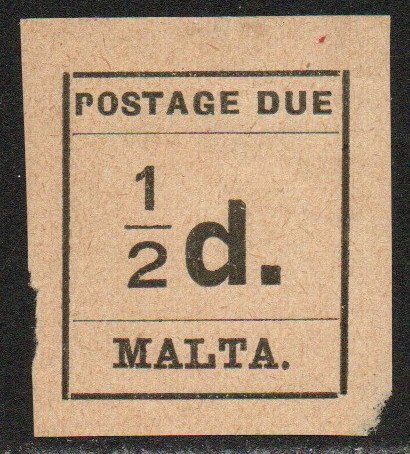 POSTAGE DUE
1/2 d.
MALTA.